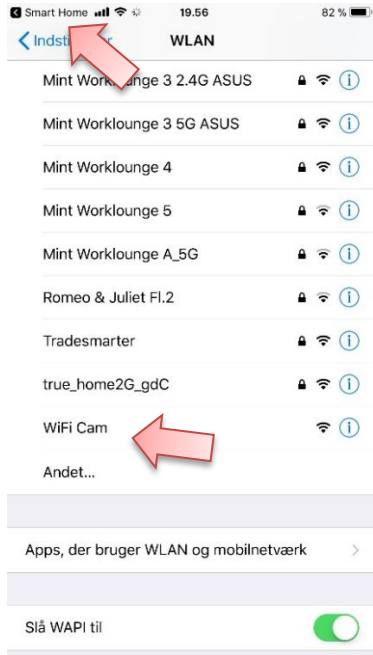 Smart Home 19.56 82 %
WLAN
Mint Worklounge 3 2.4G ASUS
Mint Worklounge 3 5G ASUS
Mint Worklounge 4
Mint Worklounge 5
Mint Worklounge A_5G
Romeo & Juliet Fl.2
Tradesmarter
true_home2G_gdC
WiFi Cam
Andet...
Apps, der bruger WLAN og mobilnetværk
Slå WAPI til